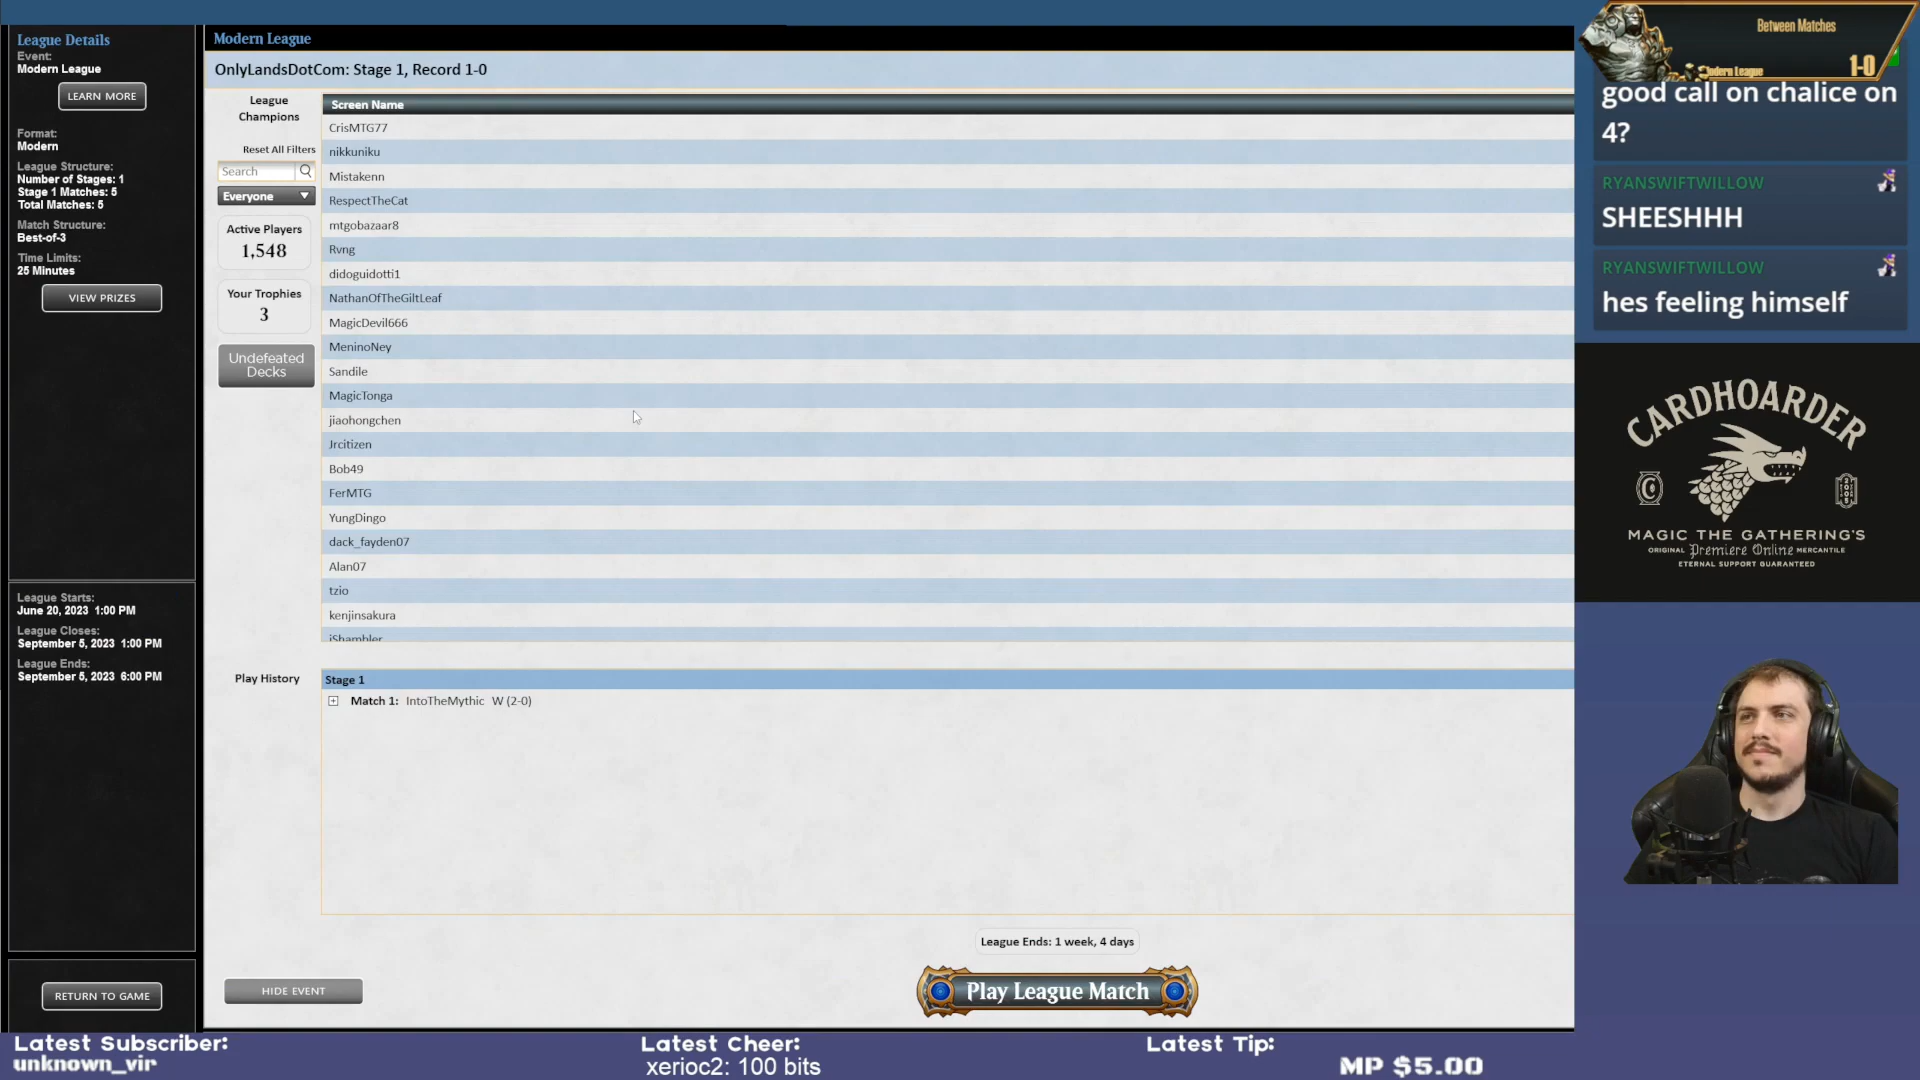 League Details
Event:
Modern League
LEARN MORE
Format:
Modern
League Structure:
Number of Stages: 1
Stage 1 Matches: 5
Total Matches: 5
Match Structure:
Best-of-3
Time Limits:
25 Minutes
VIEW PRIZES
League Starts:
June 20, 2023 1:00 PM
League Closes:
September 5, 2023 1:00 PM
League Ends:
September 5, 2023 6:00 PM
RETURN TO GAME
Modern League
OnlyLandsDotCom: Stage 1, Record 1-0
League
Champions
Reset All Filters
Search
Everyone
Active Players
1,548
Your Trophies
3
Undefeated
Decks
Screen Name
CrisMTG77
nikkuniku
Mistakenn
RespectTheCat
mtgobazaar8
Rvng
didoguidotti1
NathanOfTheGiltLeaf
MagicDevil666
MeninoNey
Sandile
MagicTonga
jiaohongchen
Jrcitizen
Bob49
FerMTG
YungDingo
dack_fayden07
Alan07
tzio
kenjinsakura
iShambler
Play History
Stage 1
Match 1: IntoTheMythic W (2-0)
League Ends: 1 week, 4 days
HIDE EVENT
Play League Match
Between Matches
Modern League
1-0
good call on chalice on
4?
RYANSWIFTWILLOW
SHEESHHH
RYANSWIFTWILLOW
hes feeling himself
CARDHOARDER
C
2005
MAGIC THE GATHERING'S
ORIGINAL Premiere Online MERCANTILE
ETERNAL SUPPORT GUARANTEED
Latest Subscriber:
unknown_vir
Latest Cheer:
xerioc2: 100 bits
Latest Tip:
MP $5.00